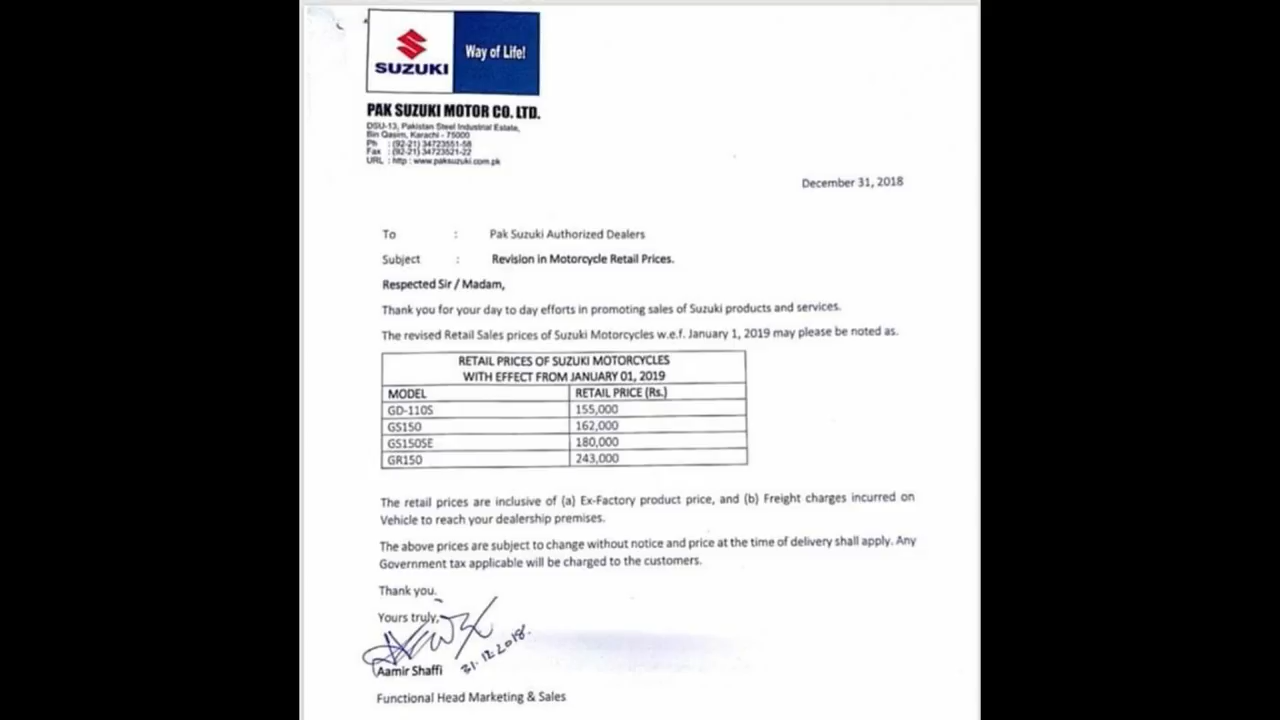 SUZUKI
Way of Life!
PAK SUZUKI MOTOR CO. LTD.
DSU-13, Pakistan Steel Industrial Estate,
Bin Qasim, Karachi - 75000
Ph : (92-21) 34723551-58
Fax : (92-21) 34723521-22
URL : http : www.paksuzuki.com.pk
December 31, 2018
To : Pak Suzuki Authorized Dealers
Subject : Revision in Motorcycle Retail Prices.
Respected Sir / Madam,
Thank you for your day to day efforts in promoting sales of Suzuki products and services.
The revised Retail Sales prices of Suzuki Motorcycles w.e.f. January 1, 2019 may please be noted as.
RETAIL PRICES OF SUZUKI MOTORCYCLES
WITH EFFECT FROM JANUARY 01, 2019
MODEL RETAIL PRICE (Rs.)
GD-110S 155,000
GS150 162,000
GS150SE 180,000
GR150 243,000
The retail prices are inclusive of (a) Ex-Factory product price, and (b) Freight charges incurred on
Vehicle to reach your dealership premises.
The above prices are subject to change without notice and price at the time of delivery shall apply. Any
Government tax applicable will be charged to the customers.
Thank you.
Yours truly,
31.12.2018.
Aamir Shaffi
Functional Head Marketing & Sales